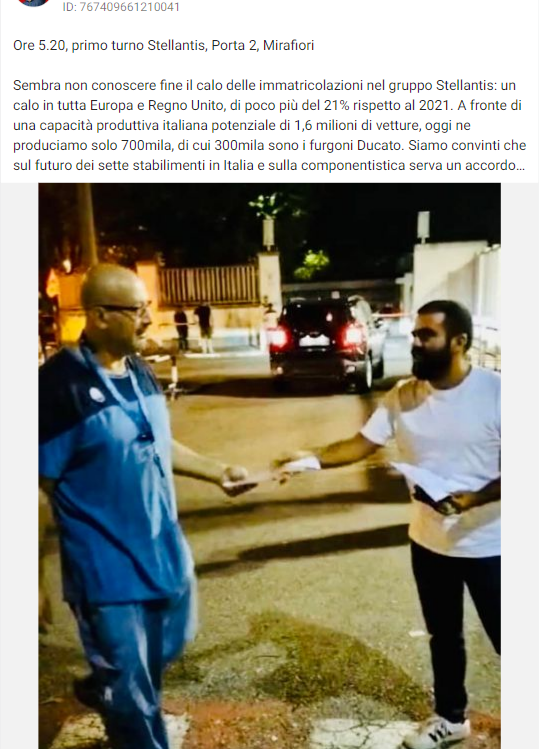 ID: 767409661210041
Ore 5.20, primo turno Stellantis, Porta 2, Mirafiori
Sembra non conoscere fine il calo delle immatricolazioni nel gruppo Stellantis: un
calo in tutta Europa e Regno Unito, di poco più del 21% rispetto al 2021. A fronte di
una capacità produttiva italiana potenziale di 1,6 milioni di vetture, oggi ne
produciamo solo 700mila, di cui 300mila sono i furgoni Ducato. Siamo convinti che
sul futuro dei sette stabilimenti in Italia e sulla componentistica serva un accordo…